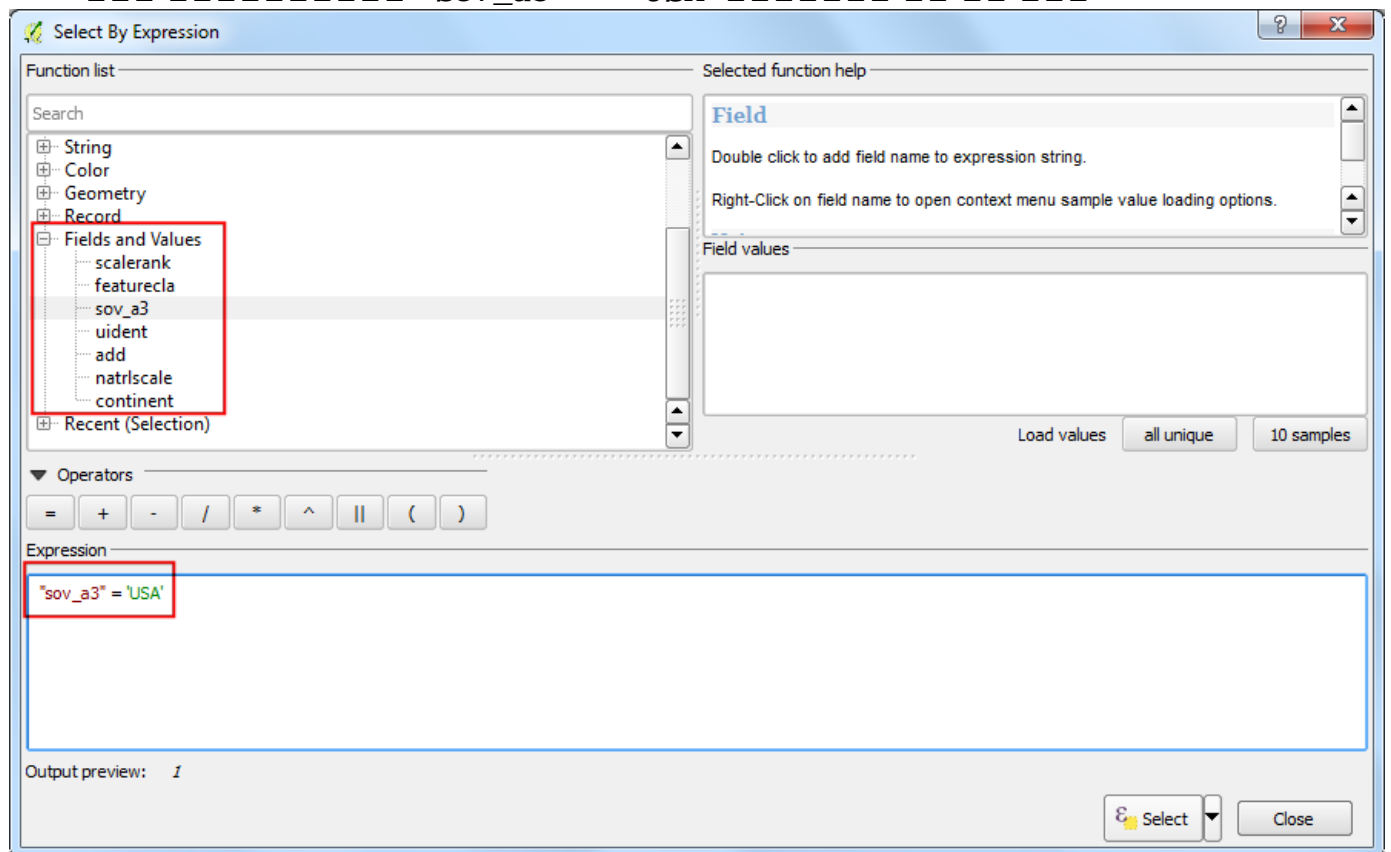 Select By Expression
Function list
Search
String
Color
Geometry
Record
Fields and Values
scalerank
featurecla
sov_a3
uident
add
natrlscale
continent
Recent (Selection)
Selected function help
Field
Double click to add field name to expression string.
Right-Click on field name to open context menu sample value loading options.
Field values
Load values all unique 10 samples
Operators
= + - / * ^ || ( )
Expression
"sov_a3" = 'USA'
Output preview: 1
Select Close